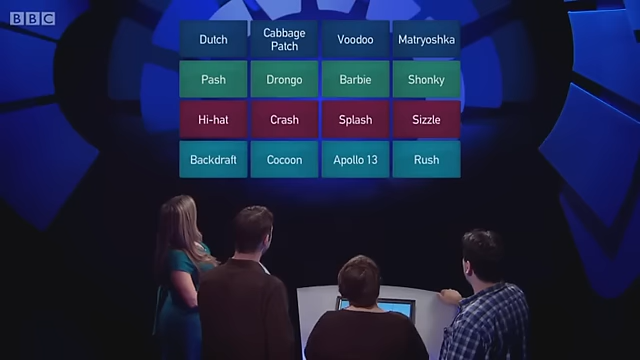 BBC
Dutch
Cabbage
Patch
Voodoo
Matryoshka
Pash
Drongo
Barbie
Shonky
Hi-hat
Crash
Splash
Sizzle
Backdraft
Cocoon
Apollo 13
Rush